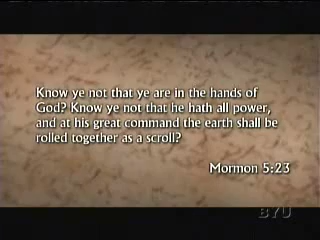 Know ye not that ye are in the hands of
God? Know ye not that he hath all power,
and at his great command the earth shall be
rolled together as a scroll?
Mormon 5:23
BYU